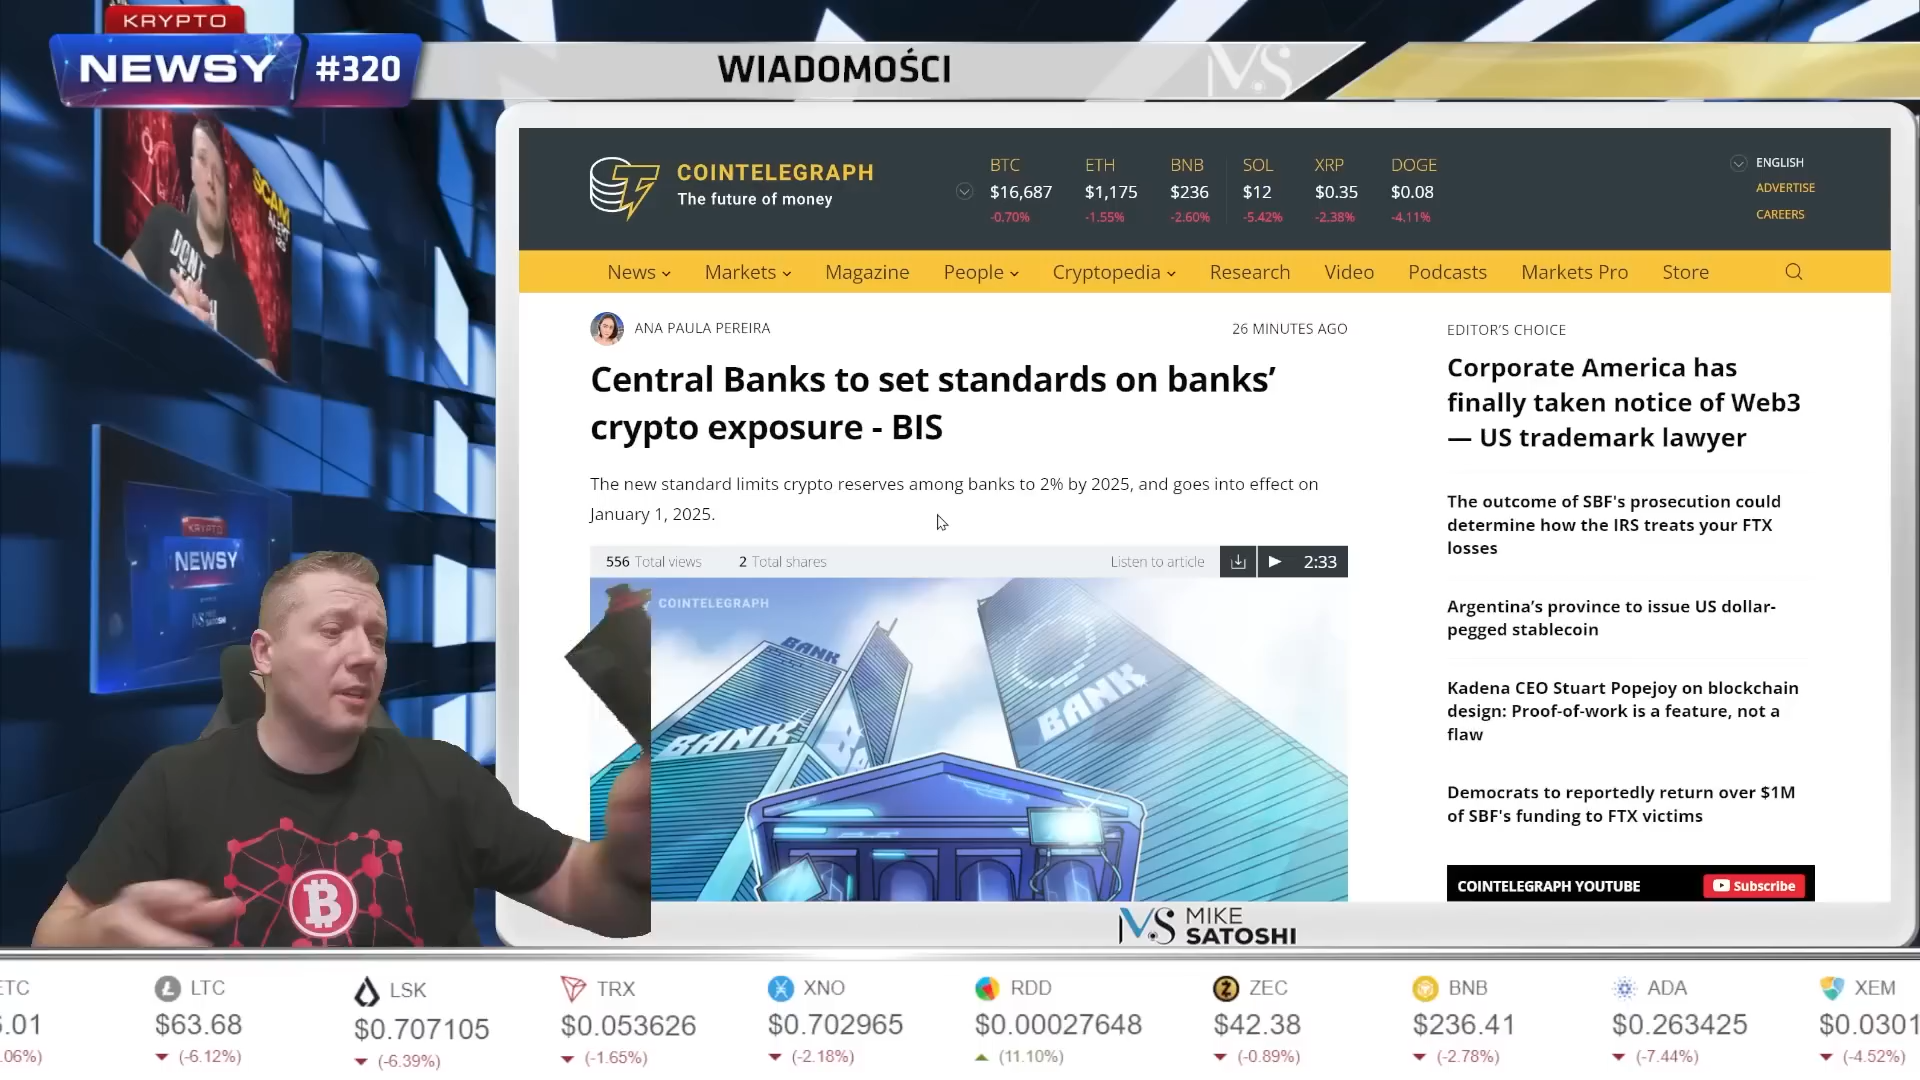 KRYPTO
NEWSY #320
WIADOMOŚCI
MS
SCAM
ALERT
DONT
KRYPTO
NEWSY
COINTELEGRAPH
The future of money
BTC ETH BNB SOL XRP DOGE
$16,687 $1,175 $236 $12 $0.35 $0.08
-0.70% -1.55% -2.60% -5.42% -2.38% -4.11%
ENGLISH
ADVERTISE
CAREERS
News Markets Magazine People Cryptopedia Research Video Podcasts Markets Pro Store
ANA PAULA PEREIRA
26 MINUTES AGO
Central Banks to set standards on banks’
crypto exposure - BIS
The new standard limits crypto reserves among banks to 2% by 2025, and goes into effect on
January 1, 2025.
556 Total views 2 Total shares
Listen to article 2:33
COINTELEGRAPH
BANK
BANK
BANK
EDITOR’S CHOICE
Corporate America has
finally taken notice of Web3
— US trademark lawyer
The outcome of SBF's prosecution could
determine how the IRS treats your FTX
losses
Argentina’s province to issue US dollar-
pegged stablecoin
Kadena CEO Stuart Popejoy on blockchain
design: Proof-of-work is a feature, not a
flaw
Democrats to reportedly return over $1M
of SBF's funding to FTX victims
COINTELEGRAPH YOUTUBE Subscribe
MS MIKE
SATOSHI
ETC LTC LSK TRX XNO RDD ZEC BNB ADA XEM
6.01 $63.68 $0.707105 $0.053626 $0.702965 $0.00027648 $42.38 $236.41 $0.263425 $0.0301
.06%) (-6.12%) (-6.39%) (-1.65%) (-2.18%) (11.10%) (-0.89%) (-2.78%) (-7.44%) (-4.52%)